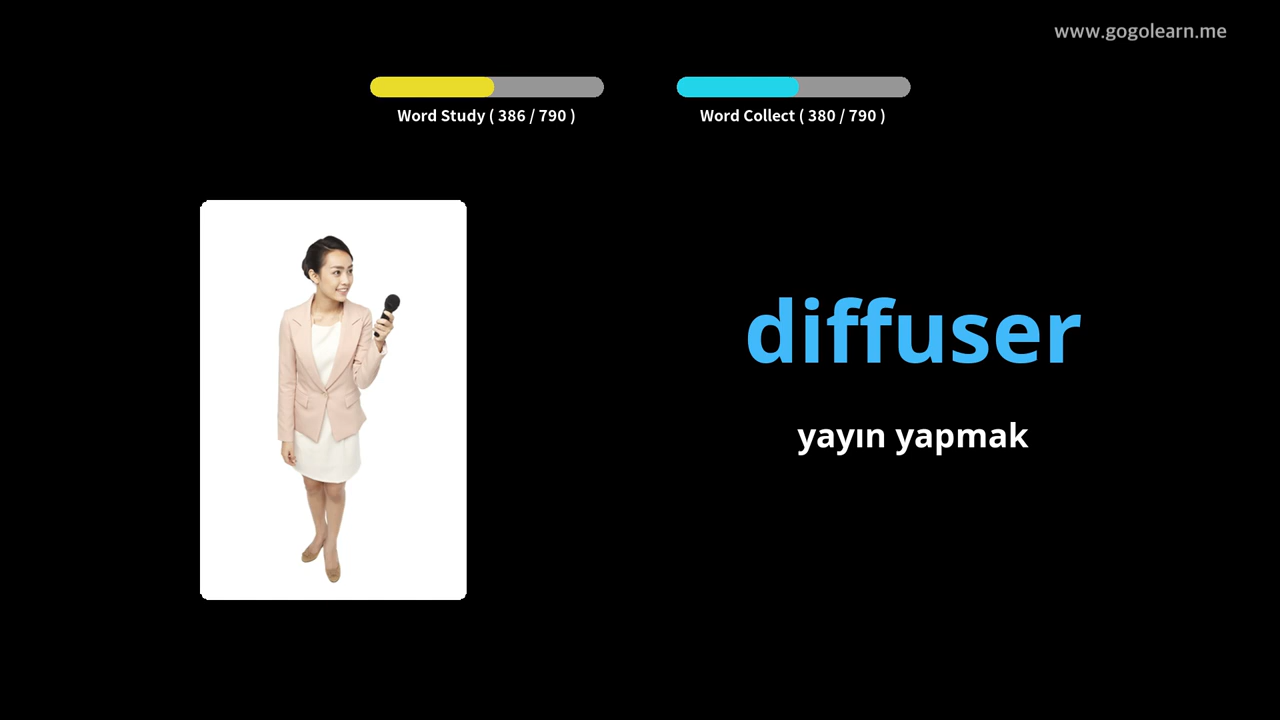 www.gogolearn.me
Word Study ( 386 / 790 )
Word Collect ( 380 / 790 )
diffuser
yayın yapmak